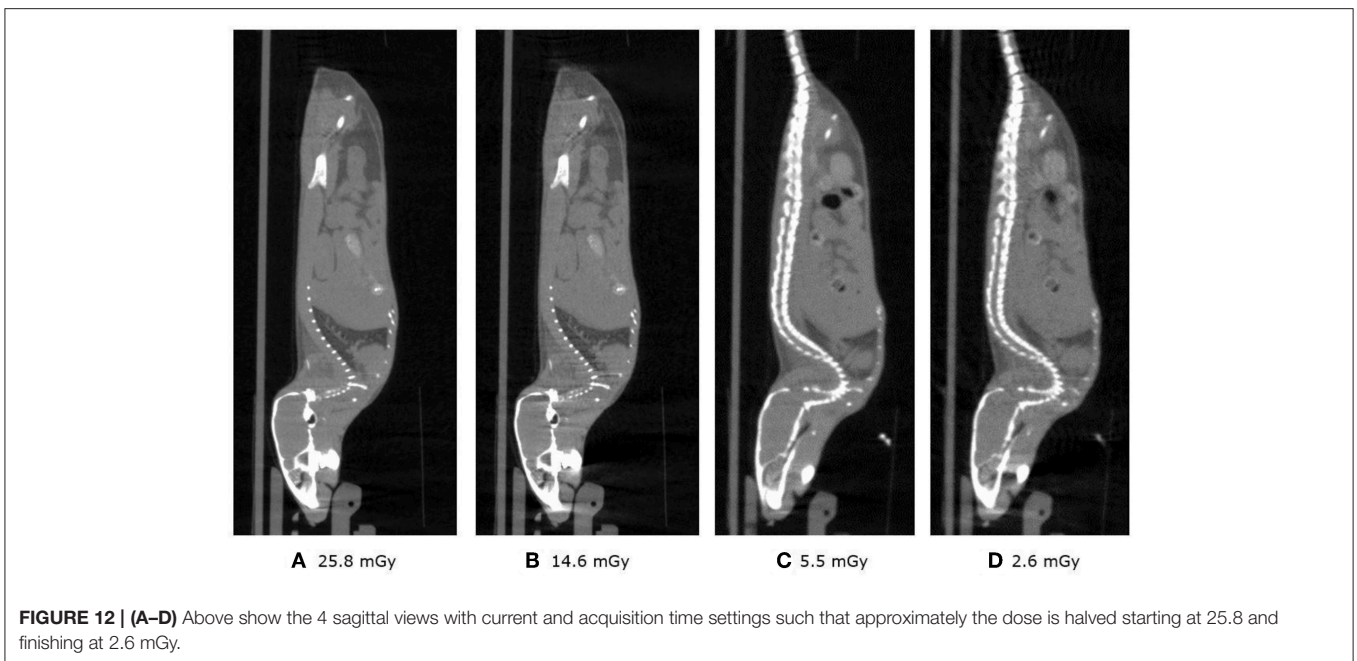 A 25.8 mGy
B 14.6 mGy
C 5.5 mGy
D 2.6 mGy
FIGURE 12 | (A–D) Above show the 4 sagittal views with current and acquisition time settings such that approximately the dose is halved starting at 25.8 and
finishing at 2.6 mGy.